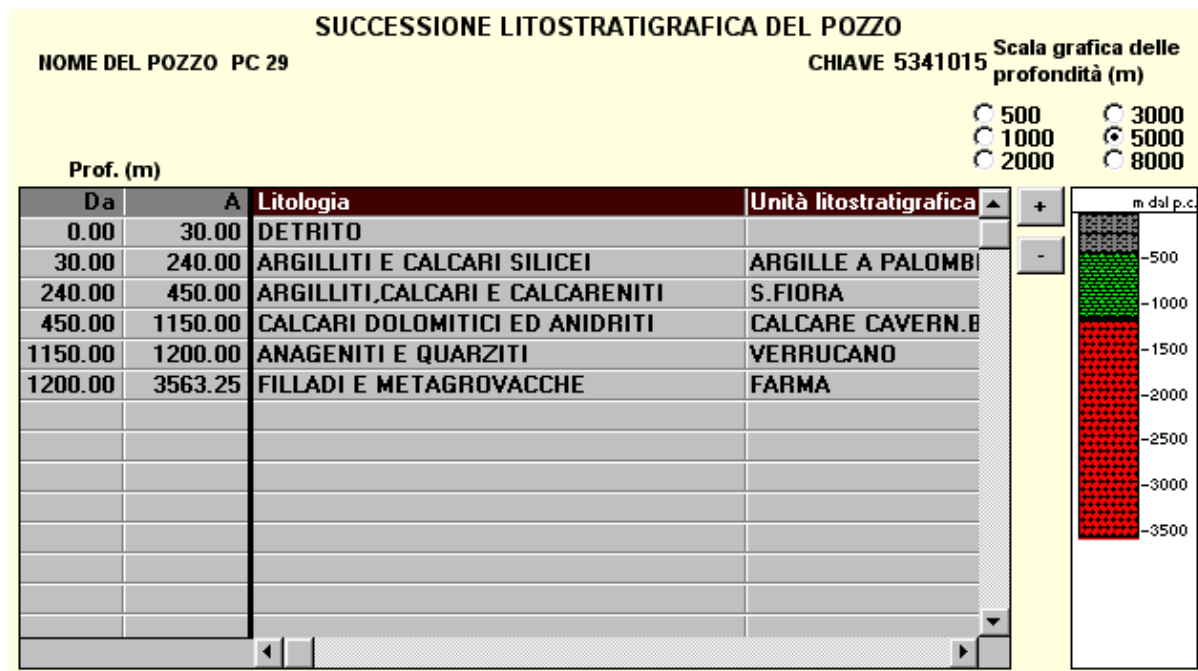 SUCCESSIONE LITOSTRATIGRAFICA DEL POZZO
NOME DEL POZZO PC 29
CHIAVE 5341015
Scala grafica delle
profondità (m)
500 3000
1000 5000
2000 8000
Prof. (m)
Da A Litologia Unità litostratigrafica
0.00 30.00 DETRITO
30.00 240.00 ARGILLITI E CALCARI SILICEI ARGILLE A PALOMBI
240.00 450.00 ARGILLITI,CALCARI E CALCARENITI S.FIORA
450.00 1150.00 CALCARI DOLOMITICI ED ANIDRITI CALCARE CAVERN.B
1150.00 1200.00 ANAGENITI E QUARZITI VERRUCANO
1200.00 3563.25 FILLADI E METAGROVACCHE FARMA
+
-
m dal p.c.
-500
-1000
-1500
-2000
-2500
-3000
-3500